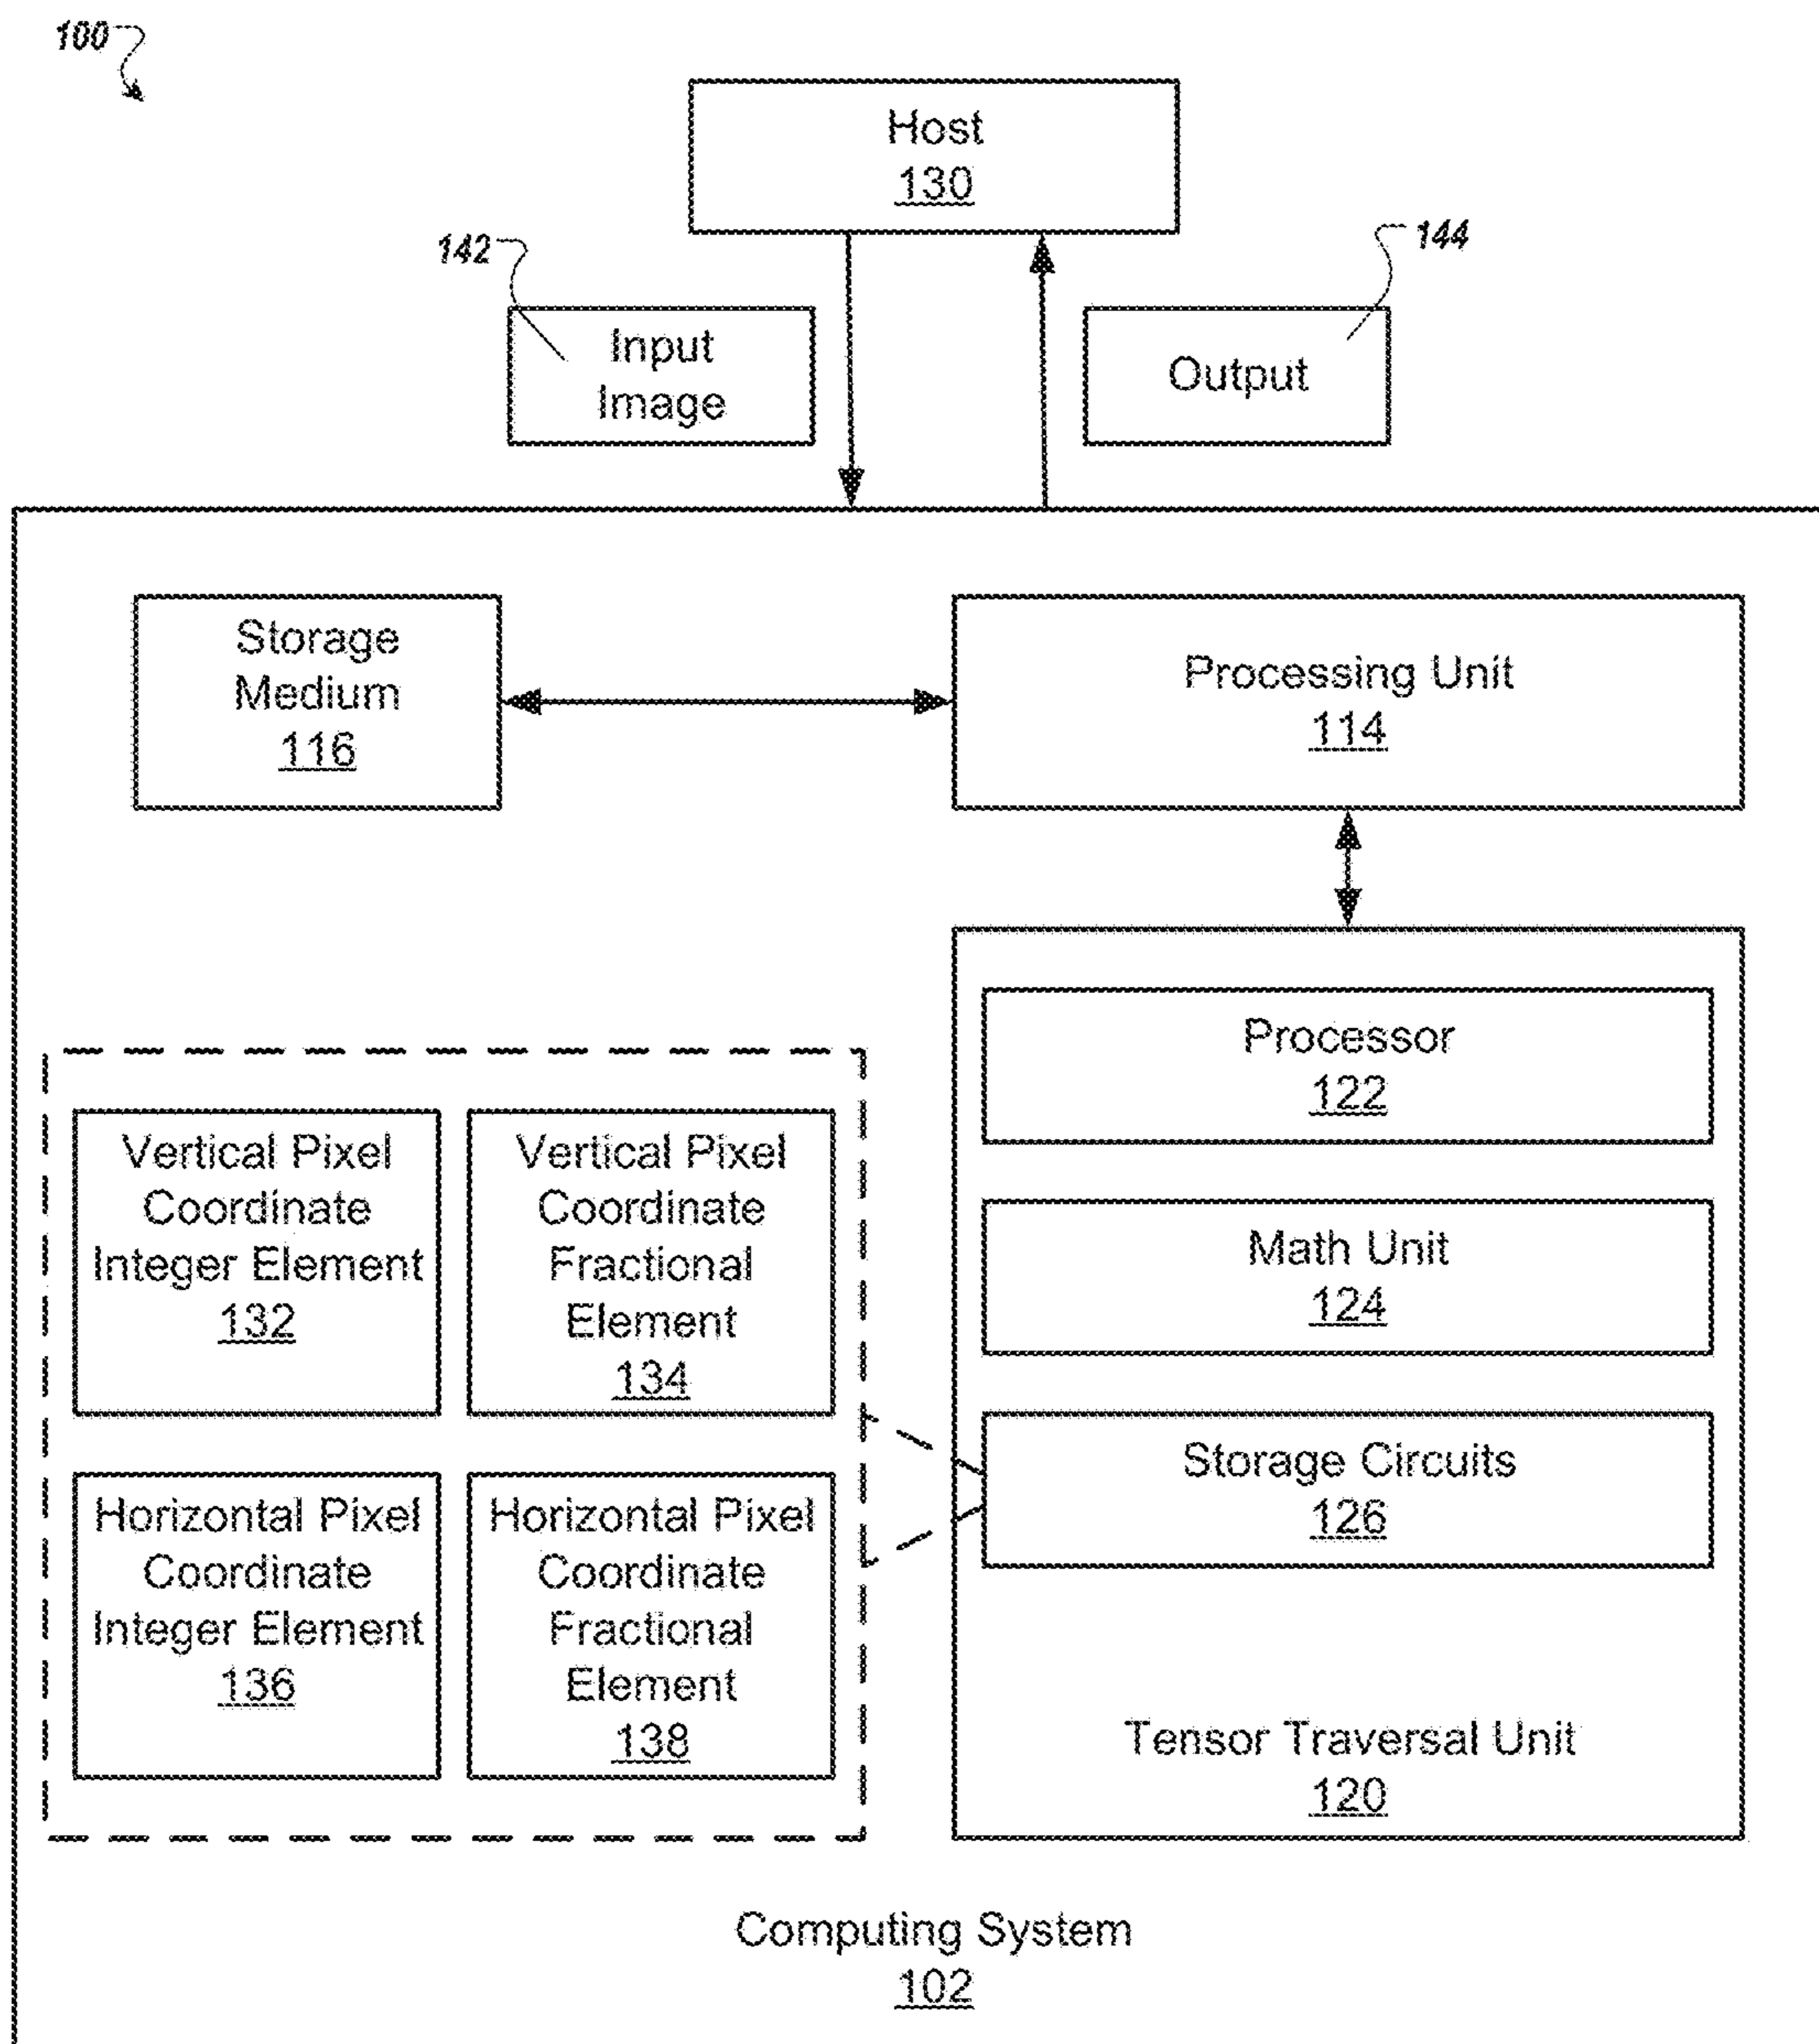 100
Host
130
142
144
Input
Image
Output
Storage
Medium
116
Processing Unit
114
Processor
122
Vertical Pixel
Coordinate
Integer Element
132
Vertical Pixel
Coordinate
Fractional
Element
134
Math Unit
124
Storage Circuits
126
Horizontal Pixel
Coordinate
Integer Element
136
Horizontal Pixel
Coordinate
Fractional
Element
138
Tensor Traversal Unit
120
Computing System
102